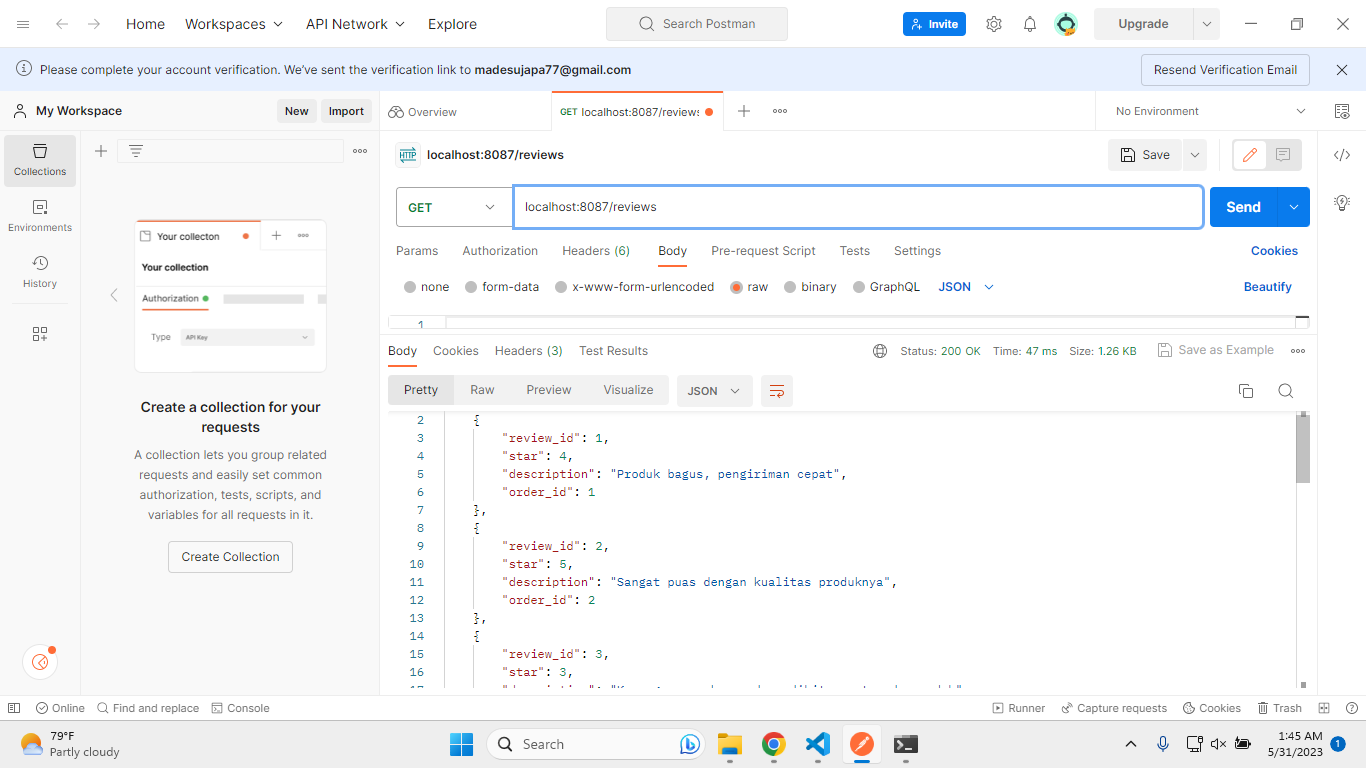 Home Workspaces API Network Explore Search Postman Invite Upgrade
Please complete your account verification. We've sent the verification link to madesujapa77@gmail.com Resend Verification Email
My Workspace New Import Overview GET localhost:8087/reviews No Environment
Collections
Environments
History
Your collecton
Your collection
Authorization
Type API Key
Create a collection for your
requests
A collection lets you group related
requests and easily set common
authorization, tests, scripts, and
variables for all requests in it.
Create Collection
HTTP localhost:8087/reviews Save
GET localhost:8087/reviews Send
Params Authorization Headers (6) Body Pre-request Script Tests Settings Cookies
none form-data x-www-form-urlencoded raw binary GraphQL JSON Beautify
1
Body Cookies Headers (3) Test Results Status: 200 OK Time: 47 ms Size: 1.26 KB Save as Example
Pretty Raw Preview Visualize JSON
2 {
3 "review_id": 1,
4 "star": 4,
5 "description": "Produk bagus, pengiriman cepat",
6 "order_id": 1
7 },
8 {
9 "review_id": 2,
10 "star": 5,
11 "description": "Sangat puas dengan kualitas produknya",
12 "order_id": 2
13 },
14 {
15 "review_id": 3,
16 "star": 3,
Online Find and replace Console Runner Capture requests Cookies Trash
79°F
Partly cloudy
Search
1:45 AM
5/31/2023 1